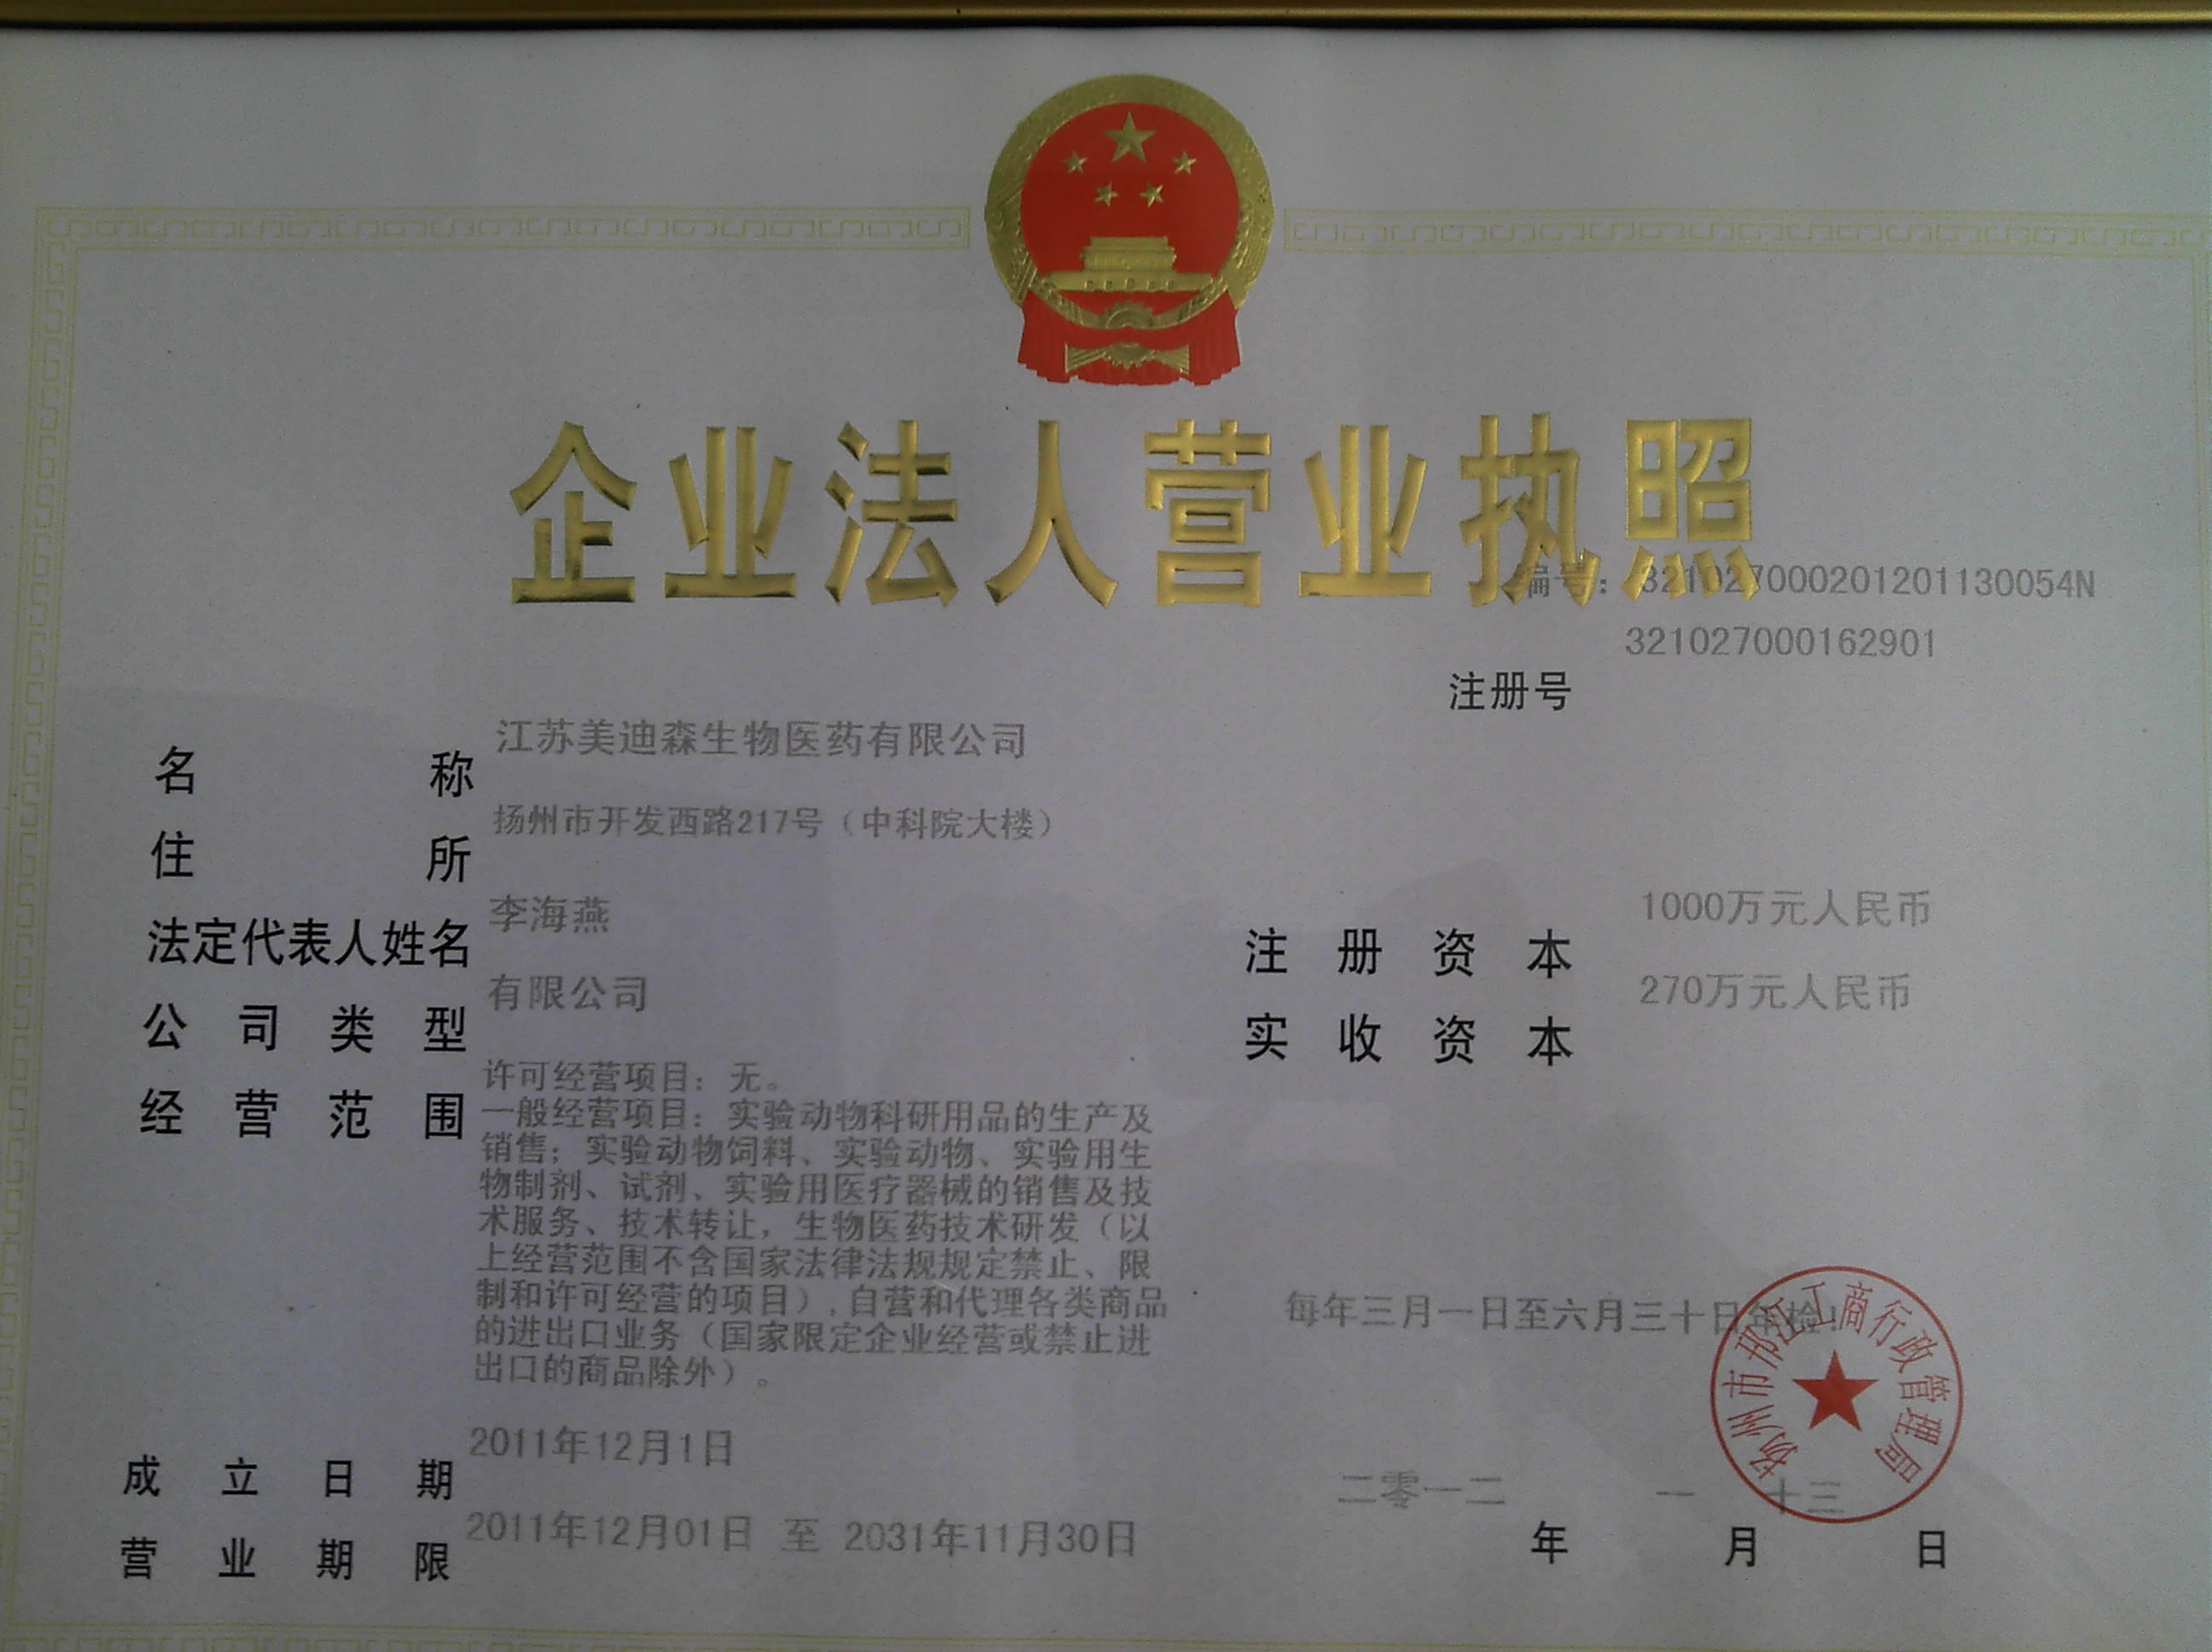 企业法人营业执照
编号：321027000201201130054N
321027000162901
注册号
名称 江苏美迪森生物医药有限公司
住所 扬州市开发西路217号（中科院大楼）
法定代表人姓名 李海燕
注册资本 1000万元人民币
公司类型 有限公司
实收资本 270万元人民币
经营范围 许可经营项目：无。
一般经营项目：实验动物科研用品的生产及
销售；实验动物饲料、实验动物、实验用生
物制剂、试剂、实验用医疗器械的销售及技
术服务、技术转让，生物医药技术研发（以
上经营范围不含国家法律法规规定禁止、限
制和许可经营的项目）,自营和代理各类商品
的进出口业务（国家限定企业经营或禁止进
出口的商品除外）。
每年三月一日至六月三十日年检！
扬州市邗江工商行政管理局
成立日期 2011年12月1日
营业期限 2011年12月01日 至 2031年11月30日
二零一二 一 十三
年 月 日